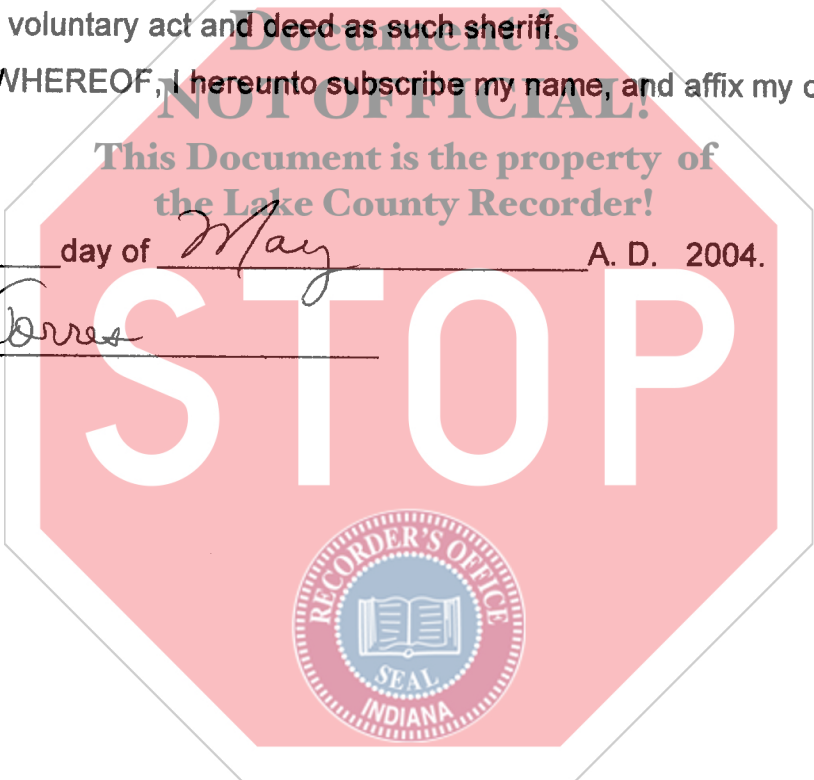 voluntary act and deed as such sheriff.
Document is
WHEREOF, I hereunto subscribe my name, and affix my
NOT OFFICIAL!
This Document is the property of
the Lake County Recorder!
day of May A. D. 2004.
Torres
STOP
RECORDER'S OFFICE
SEAL
INDIANA